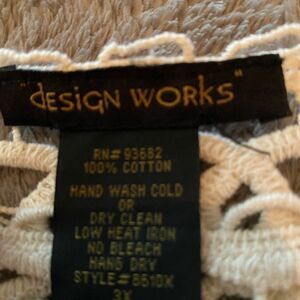 "DESIGN WORKS"
RN# 93682
100% COTTON
HAND WASH COLD
OR
DRY CLEAN
LOW HEAT IRON
NO BLEACH
HANG DRY
STYLE# 8510X
3X